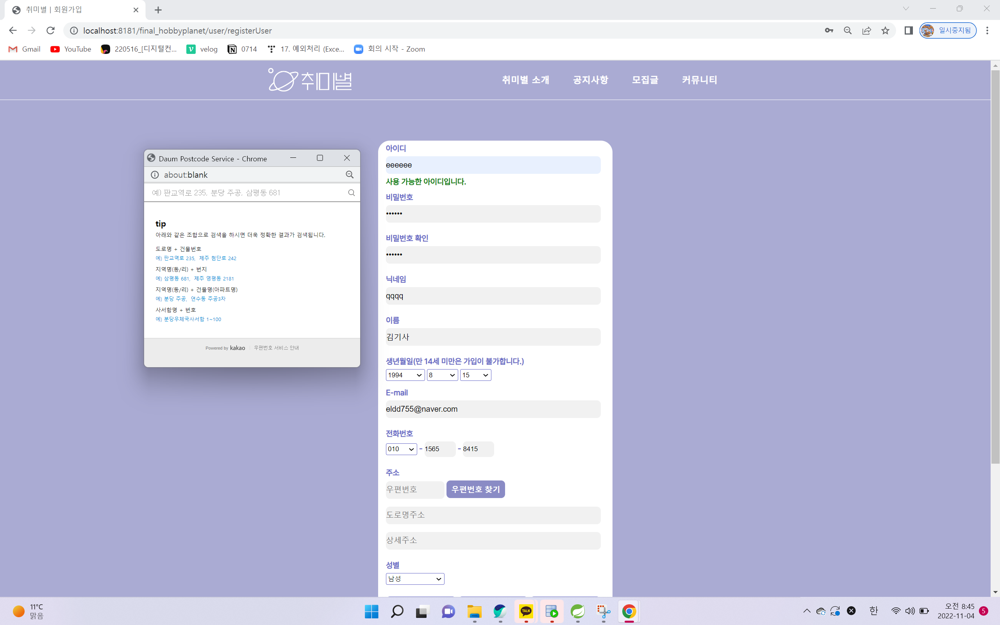 취미별 | 회원가입
localhost:8181/final_hobbyplanet/user/registerUser
일시중지됨
Gmail
YouTube
220516_[디지털컨...
velog
0714
17. 예외처리 (Exce...
회의 시작 - Zoom
취미별
취미별 소개
공지사항
모집글
커뮤니티
Daum Postcode Service - Chrome
about:blank
예) 판교역로 235, 분당 주공, 삼평동 681
tip
아래와 같은 조합으로 검색을 하시면 더욱 정확한 결과가 검색됩니다.
도로명 + 건물번호
예) 판교역로 235, 제주 첨단로 242
지역명(동/리) + 번지
예) 삼평동 681, 제주 영평동 2181
지역명(동/리) + 건물명(아파트명)
예) 분당 주공, 연수동 주공3차
사서함명 + 번호
예) 분당우체국사서함 1~100
Powered by kakao
우편번호 서비스 안내
아이디
eeeeee
사용 가능한 아이디입니다.
비밀번호
••••••
비밀번호 확인
••••••
닉네임
qqqq
이름
김기사
생년월일(만 14세 미만은 가입이 불가합니다.)
1994 8 15
E-mail
eldd755@naver.com
전화번호
010 - 1565 - 8415
주소
우편번호 우편번호 찾기
도로명주소
상세주소
성별
남성
11°C
맑음
TALK
한
오전 8:45
2022-11-04
5